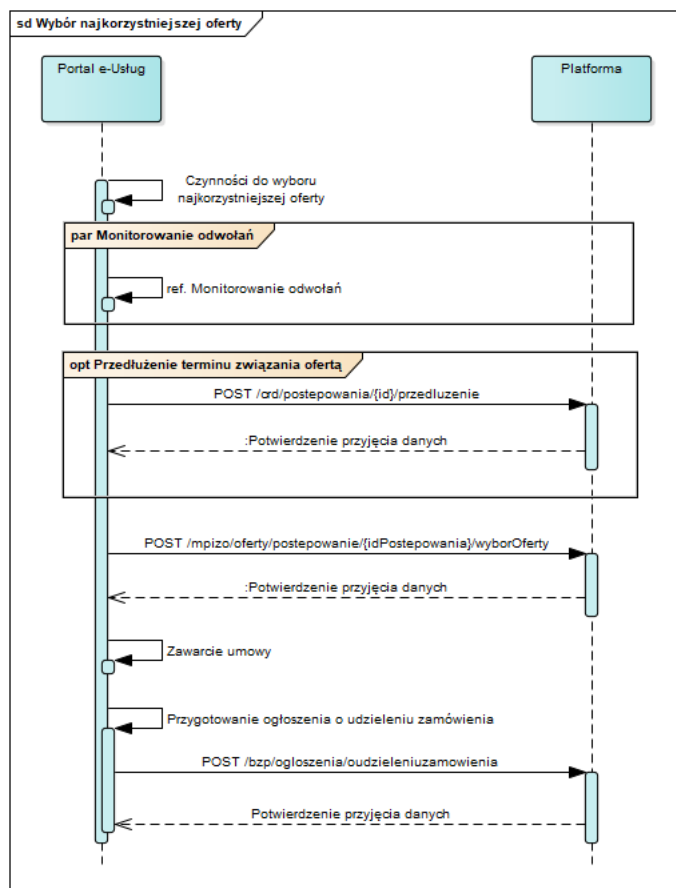 sd Wybór najkorzystniejszej oferty
Portal e-Usług
Platforma
Czynności do wyboru
najkorzystniejszej oferty
par Monitorowanie odwołań
ref. Monitorowanie odwołań
opt Przedłużenie terminu związania ofertą
POST /crd/postepowania/{id}/przedluzenie
:Potwierdzenie przyjęcia danych
POST /mpizo/oferty/postepowanie/{idPostepowania}/wyborOferty
:Potwierdzenie przyjęcia danych
Zawarcie umowy
Przygotowanie ogłoszenia o udzieleniu zamówienia
POST /bzp/ogloszenia/oudzieleniuzamowienia
Potwierdzenie przyjęcia danych